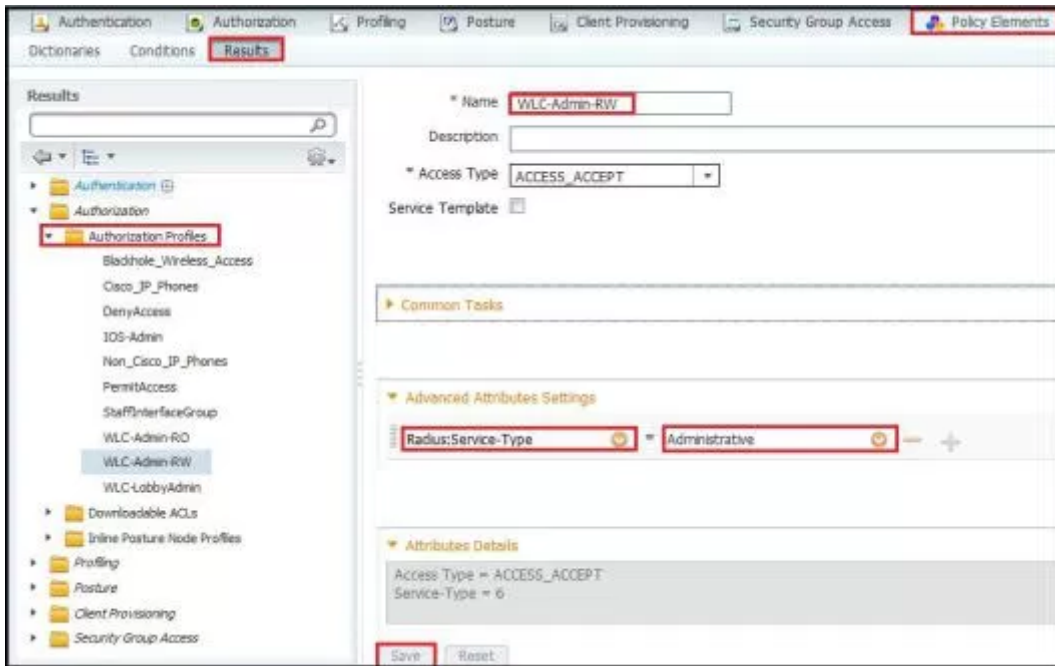 Authentication Authorization Profiling Posture Client Provisioning Security Group Access Policy Elements
Dictionaries Conditions Results
Results
Authentication
Authorization
Authorization Profiles
Blackhole_Wireless_Access
Cisco_IP_Phones
DenyAccess
IOS-Admin
Non_Cisco_IP_Phones
PermitAccess
StaffInterfaceGroup
WLC-Admin-RO
WLC-Admin-RW
WLC-LobbyAdmin
Downloadable ACLs
Inline Posture Node Profiles
Profiling
Posture
Client Provisioning
Security Group Access
* Name WLC-Admin-RW
Description
* Access Type ACCESS_ACCEPT
Service Template
Common Tasks
Advanced Attributes Settings
Radius:Service-Type = Administrative
Attributes Details
Access Type = ACCESS_ACCEPT
Service-Type = 6
Save Reset